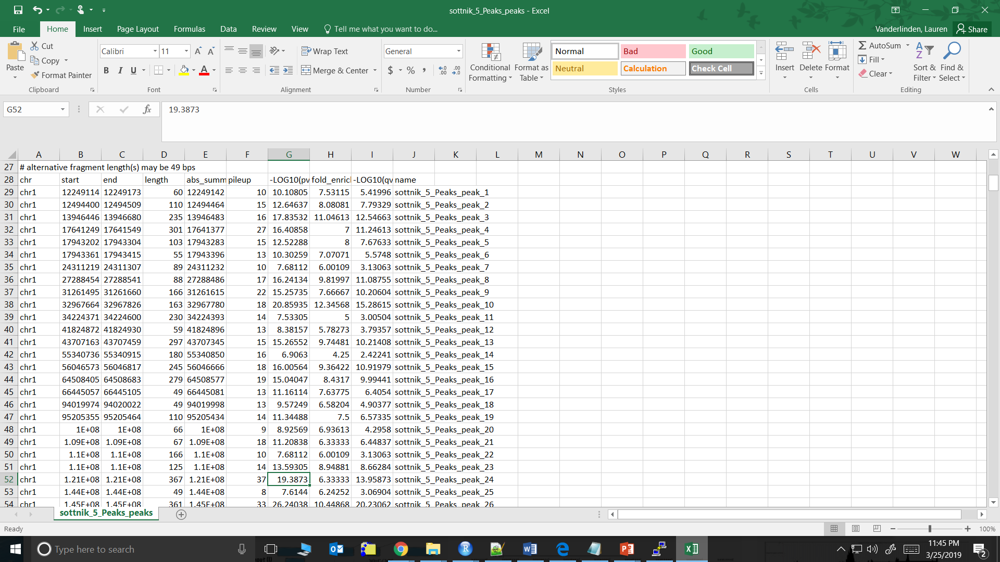 sottnik_5_Peaks_peaks - Excel
File Home Insert Page Layout Formulas Data Review View Tell me what you want to do... Vanderlinden, Lauren Share
Paste Cut Copy Format Painter Clipboard
Calibri 11 B I U Font
Wrap Text Merge & Center Alignment
General $ % , Number
Conditional Formatting Format as Table
Normal Bad Good
Neutral Calculation Check Cell
Styles
Insert Delete Format Cells
AutoSum Fill Clear Sort & Filter Find & Select Editing
G52 fx 19.3873
A B C D E F G H I J K L M N O P Q R S T U V W
27 # alternative fragment length(s) may be 49 bps
28 chr start end length abs_summ pileup -LOG10(pv fold_enric -LOG10(qv name
29 chr1 12249114 12249173 60 12249142 10 10.10805 7.53115 5.41996 sottnik_5_Peaks_peak_1
30 chr1 12494400 12494509 110 12494464 15 12.64637 8.08081 7.79329 sottnik_5_Peaks_peak_2
31 chr1 13946446 13946680 235 13946483 16 17.83532 11.04613 12.54663 sottnik_5_Peaks_peak_3
32 chr1 17641249 17641549 301 17641377 27 16.40858 7 11.24613 sottnik_5_Peaks_peak_4
33 chr1 17943202 17943304 103 17943283 15 12.52288 8 7.67633 sottnik_5_Peaks_peak_5
34 chr1 17943361 17943415 55 17943396 13 10.30259 7.07071 5.5748 sottnik_5_Peaks_peak_6
35 chr1 24311219 24311307 89 24311232 10 7.68112 6.00109 3.13063 sottnik_5_Peaks_peak_7
36 chr1 27288454 27288541 88 27288486 17 16.24134 9.81997 11.08755 sottnik_5_Peaks_peak_8
37 chr1 31261495 31261660 166 31261615 22 15.25735 7.66667 10.20604 sottnik_5_Peaks_peak_9
38 chr1 32967664 32967826 163 32967780 18 20.85935 12.34568 15.28615 sottnik_5_Peaks_peak_10
39 chr1 34224371 34224600 230 34224393 14 7.53305 5 3.00504 sottnik_5_Peaks_peak_11
40 chr1 41824872 41824930 59 41824896 13 8.38157 5.78273 3.79357 sottnik_5_Peaks_peak_12
41 chr1 43707163 43707459 297 43707345 15 15.26552 9.74481 10.21408 sottnik_5_Peaks_peak_13
42 chr1 55340736 55340915 180 55340850 16 6.9063 4.25 2.42241 sottnik_5_Peaks_peak_14
43 chr1 56046573 56046817 245 56046666 18 16.00564 9.36422 10.91979 sottnik_5_Peaks_peak_15
44 chr1 64508405 64508683 279 64508577 19 15.04047 8.4317 9.99441 sottnik_5_Peaks_peak_16
45 chr1 66445057 66445105 49 66445081 13 11.16114 7.63775 6.4054 sottnik_5_Peaks_peak_17
46 chr1 94019974 94020022 49 94019998 13 9.57249 6.58204 4.90377 sottnik_5_Peaks_peak_18
47 chr1 95205355 95205464 110 95205434 14 11.34488 7.5 6.57335 sottnik_5_Peaks_peak_19
48 chr1 1E+08 1E+08 66 1E+08 9 8.92569 6.93613 4.2958 sottnik_5_Peaks_peak_20
49 chr1 1.09E+08 1.09E+08 67 1.09E+08 18 11.20838 6.33333 6.44837 sottnik_5_Peaks_peak_21
50 chr1 1.1E+08 1.1E+08 166 1.1E+08 10 7.68112 6.00109 3.13063 sottnik_5_Peaks_peak_22
51 chr1 1.1E+08 1.1E+08 125 1.1E+08 14 13.59305 8.94881 8.66284 sottnik_5_Peaks_peak_23
52 chr1 1.21E+08 1.21E+08 367 1.21E+08 37 19.3873 6.33333 13.95873 sottnik_5_Peaks_peak_24
53 chr1 1.44E+08 1.44E+08 49 1.44E+08 8 7.6144 6.24252 3.06904 sottnik_5_Peaks_peak_25
54 chr1 1.45E+08 1.45E+08 361 1.45E+08 33 26.24038 10.44868 20.23062 sottnik_5_Peaks_peak_26
sottnik_5_Peaks_peaks
Ready 100%
Type here to search
11:45 PM
3/25/2019
2